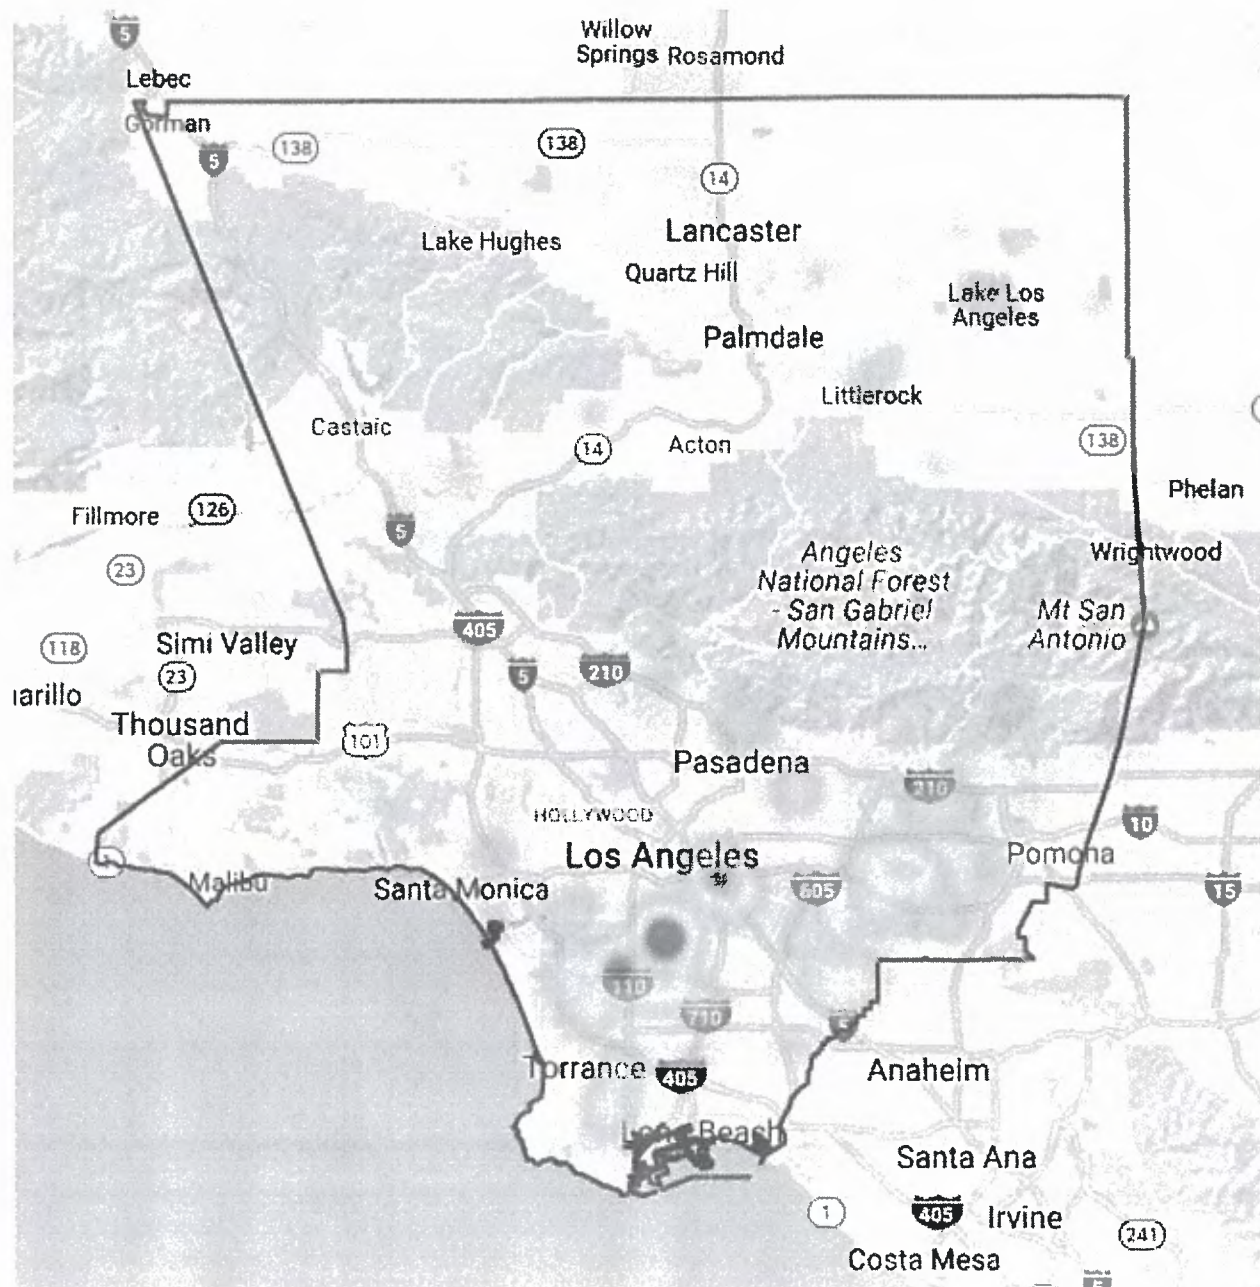 5
Willow
Springs Rosamond
Lebec
Gorman
5
138
138
14
Lake Hughes
Lancaster
Quartz Hill
Lake Los
Angeles
Palmdale
Littlerock
Castaic
14
Acton
138
Phelan
Fillmore
126
5
23
Angeles
National Forest
- San Gabriel
Mountains...
Wrightwood
Mt San
Antonio
118
Simi Valley
405
23
5
210
arillo
Thousand
Oaks
101
Pasadena
210
HOLLYWOOD
10
Los Angeles
Pomona
Malibu
Santa Monica
605
15
110
710
5
Torrance
405
Anaheim
Long Beach
Santa Ana
1
405
Irvine
241
Costa Mesa
5